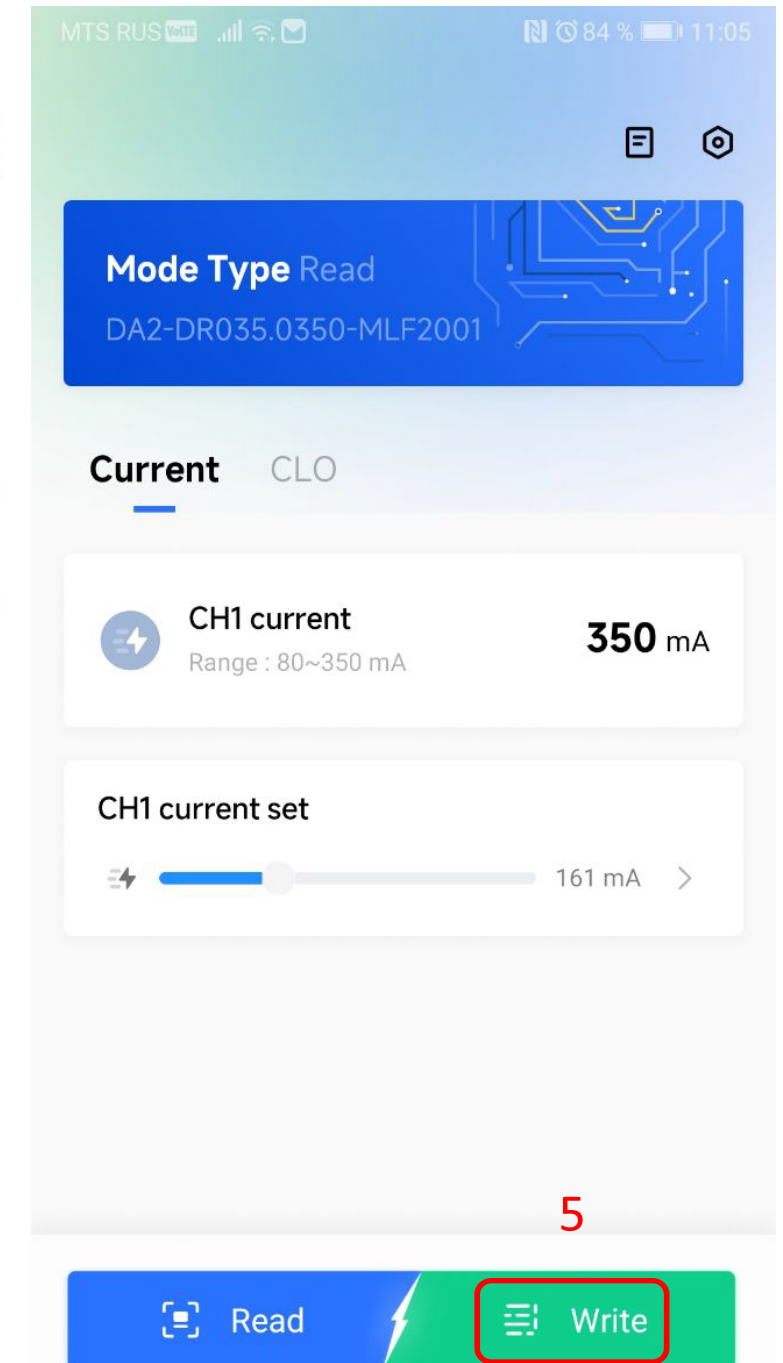 MTS RUS VoLTE 84 % 11:05
Mode Type Read
DA2-DR035.0350-MLF2001
Current CLO
CH1 current
350 mA
Range : 80~350 mA
CH1 current set
161 mA
5
Read Write